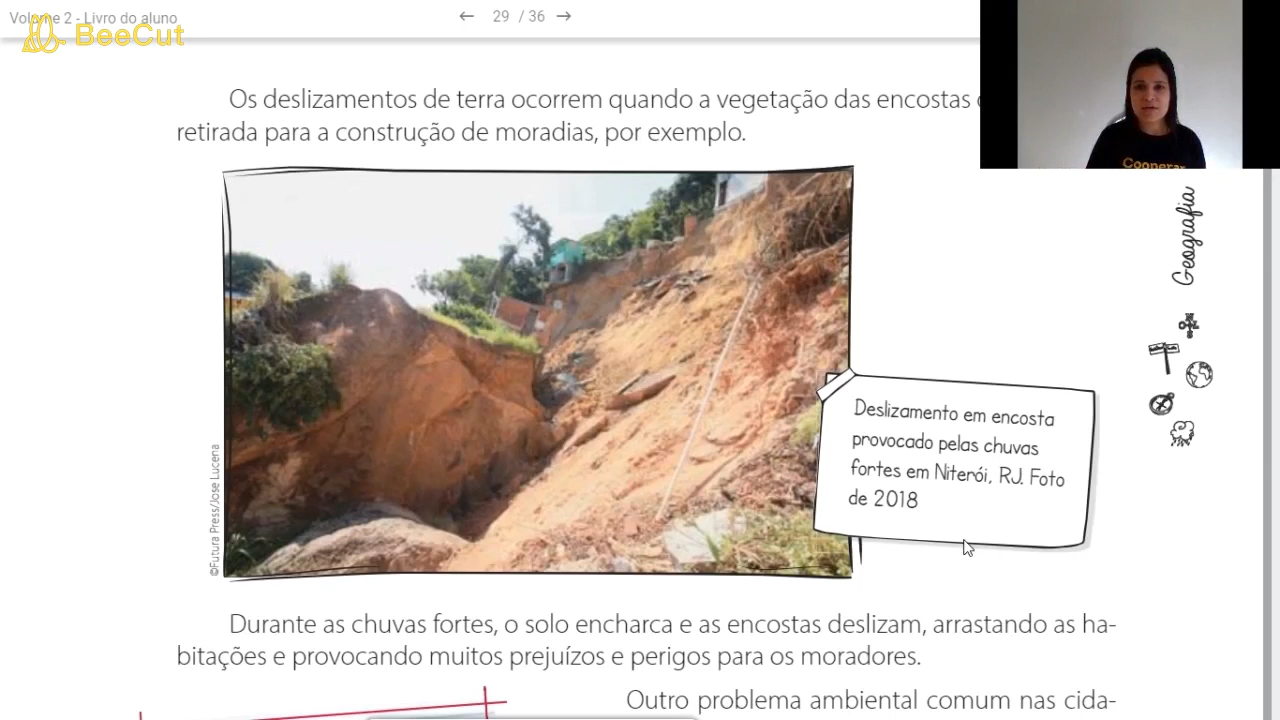 Volume 2 - Livro do aluno
← 29 / 36 →
BeeCut
Os deslizamentos de terra ocorrem quando a vegetação das encostas
retirada para a construção de moradias, por exemplo.
Cooperar
Geografia
©Futura Press/Jose Lucena
Deslizamento em encosta
provocado pelas chuvas
fortes em Niterói, RJ. Foto
de 2018
Durante as chuvas fortes, o solo encharca e as encostas deslizam, arrastando as ha-
bitações e provocando muitos prejuízos e perigos para os moradores.
Outro problema ambiental comum nas cida-